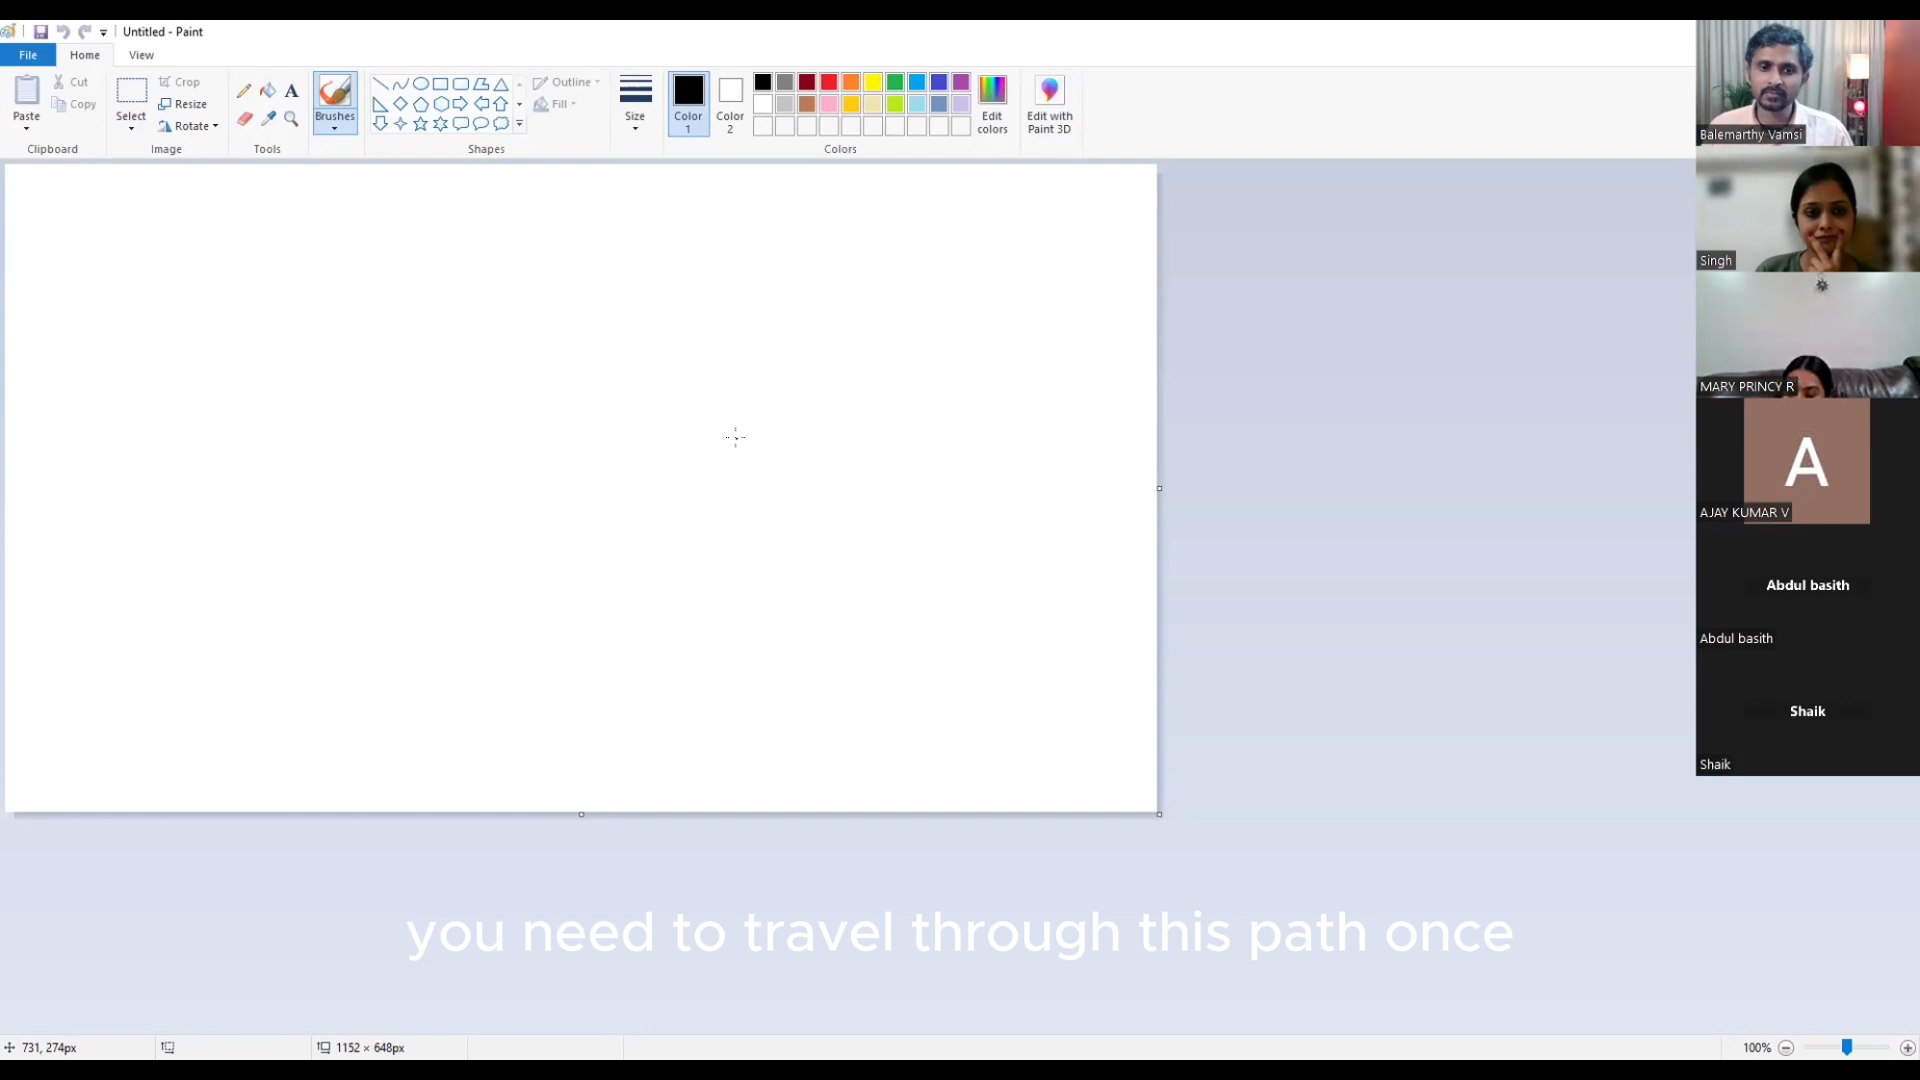 Untitled - Paint
File
Home
View
Paste
Cut
Copy
Clipboard
Select
Crop
Resize
Rotate
Image
A
Tools
Brushes
Shapes
Outline
Fill
Size
Color
1
Color
2
Colors
Edit
colors
Edit with
Paint 3D
Balemarthy Vamsi
Singh
MARY PRINCY R
A
AJAY KUMAR V
Abdul basith
Abdul basith
Shaik
Shaik
you need to travel through this path once
731, 274px
1152 × 648px
100%